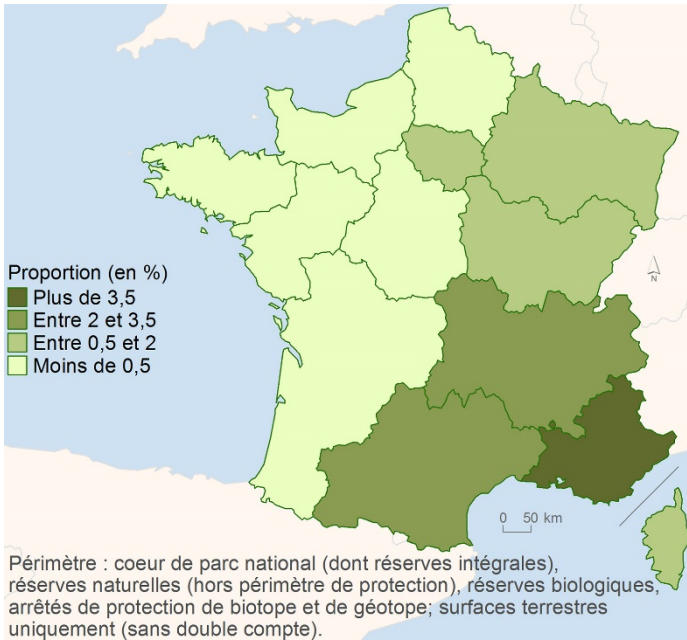 Proportion (en %)
Plus de 3,5
Entre 2 et 3,5
Entre 0,5 et 2
Moins de 0,5
N
0 50 km
Périmètre : coeur de parc national (dont réserves intégrales),
réserves naturelles (hors périmètre de protection), réserves biologiques,
arrêtés de protection de biotope et de géotope; surfaces terrestres
uniquement (sans double compte).